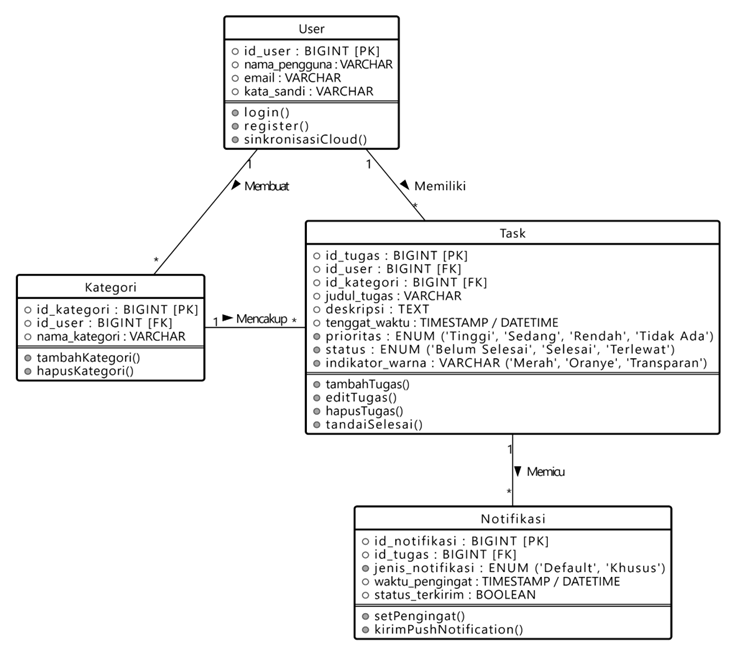 User
id_user : BIGINT [PK]
nama_pengguna : VARCHAR
email : VARCHAR
kata_sandi : VARCHAR
login()
register()
sinkronisasiCloud()
1
1
Membuat
Memiliki
*
*
Task
id_tugas : BIGINT [PK]
id_user : BIGINT [FK]
id_kategori : BIGINT [FK]
judul_tugas : VARCHAR
deskripsi : TEXT
tenggat_waktu : TIMESTAMP / DATETIME
prioritas : ENUM ('Tinggi', 'Sedang', 'Rendah', 'Tidak Ada')
status : ENUM ('Belum Selesai', 'Selesai', 'Terlewat')
indikator_warna : VARCHAR ('Merah', 'Oranye', 'Transparan')
tambahTugas()
editTugas()
hapusTugas()
tandaiSelesai()
Kategori
id_kategori : BIGINT [PK]
id_user : BIGINT [FK]
nama_kategori : VARCHAR
tambahKategori()
hapusKategori()
1 Mencakup *
1
Memicu
*
Notifikasi
id_notifikasi : BIGINT [PK]
id_tugas : BIGINT [FK]
jenis_notifikasi : ENUM ('Default', 'Khusus')
waktu_pengingat : TIMESTAMP / DATETIME
status_terkirim : BOOLEAN
setPengingat()
kirimPushNotification()